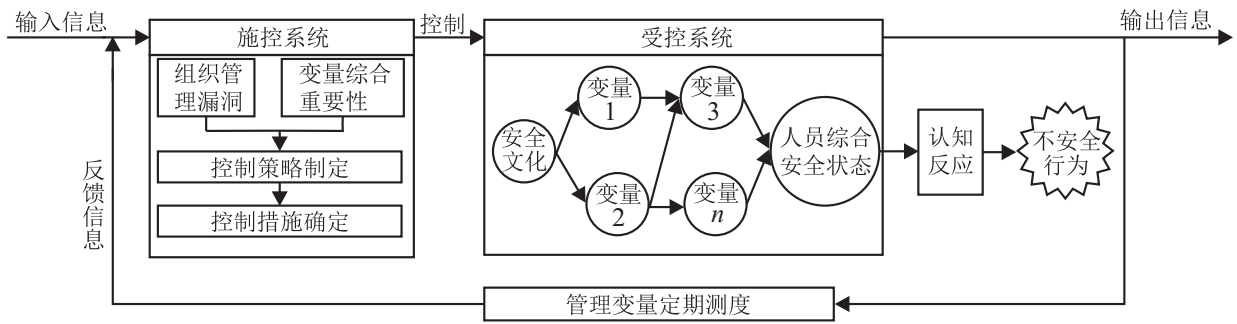 输入信息
施控系统
控制
受控系统
输出信息
组织管
理漏洞
变量综合
重要性
控制策略制定
控制措施确定
反馈信息
安全
文化
变量
1
变量
2
变量
3
变量
n
人员综合
安全状态
认知
反应
不安全
行为
管理变量定期测度